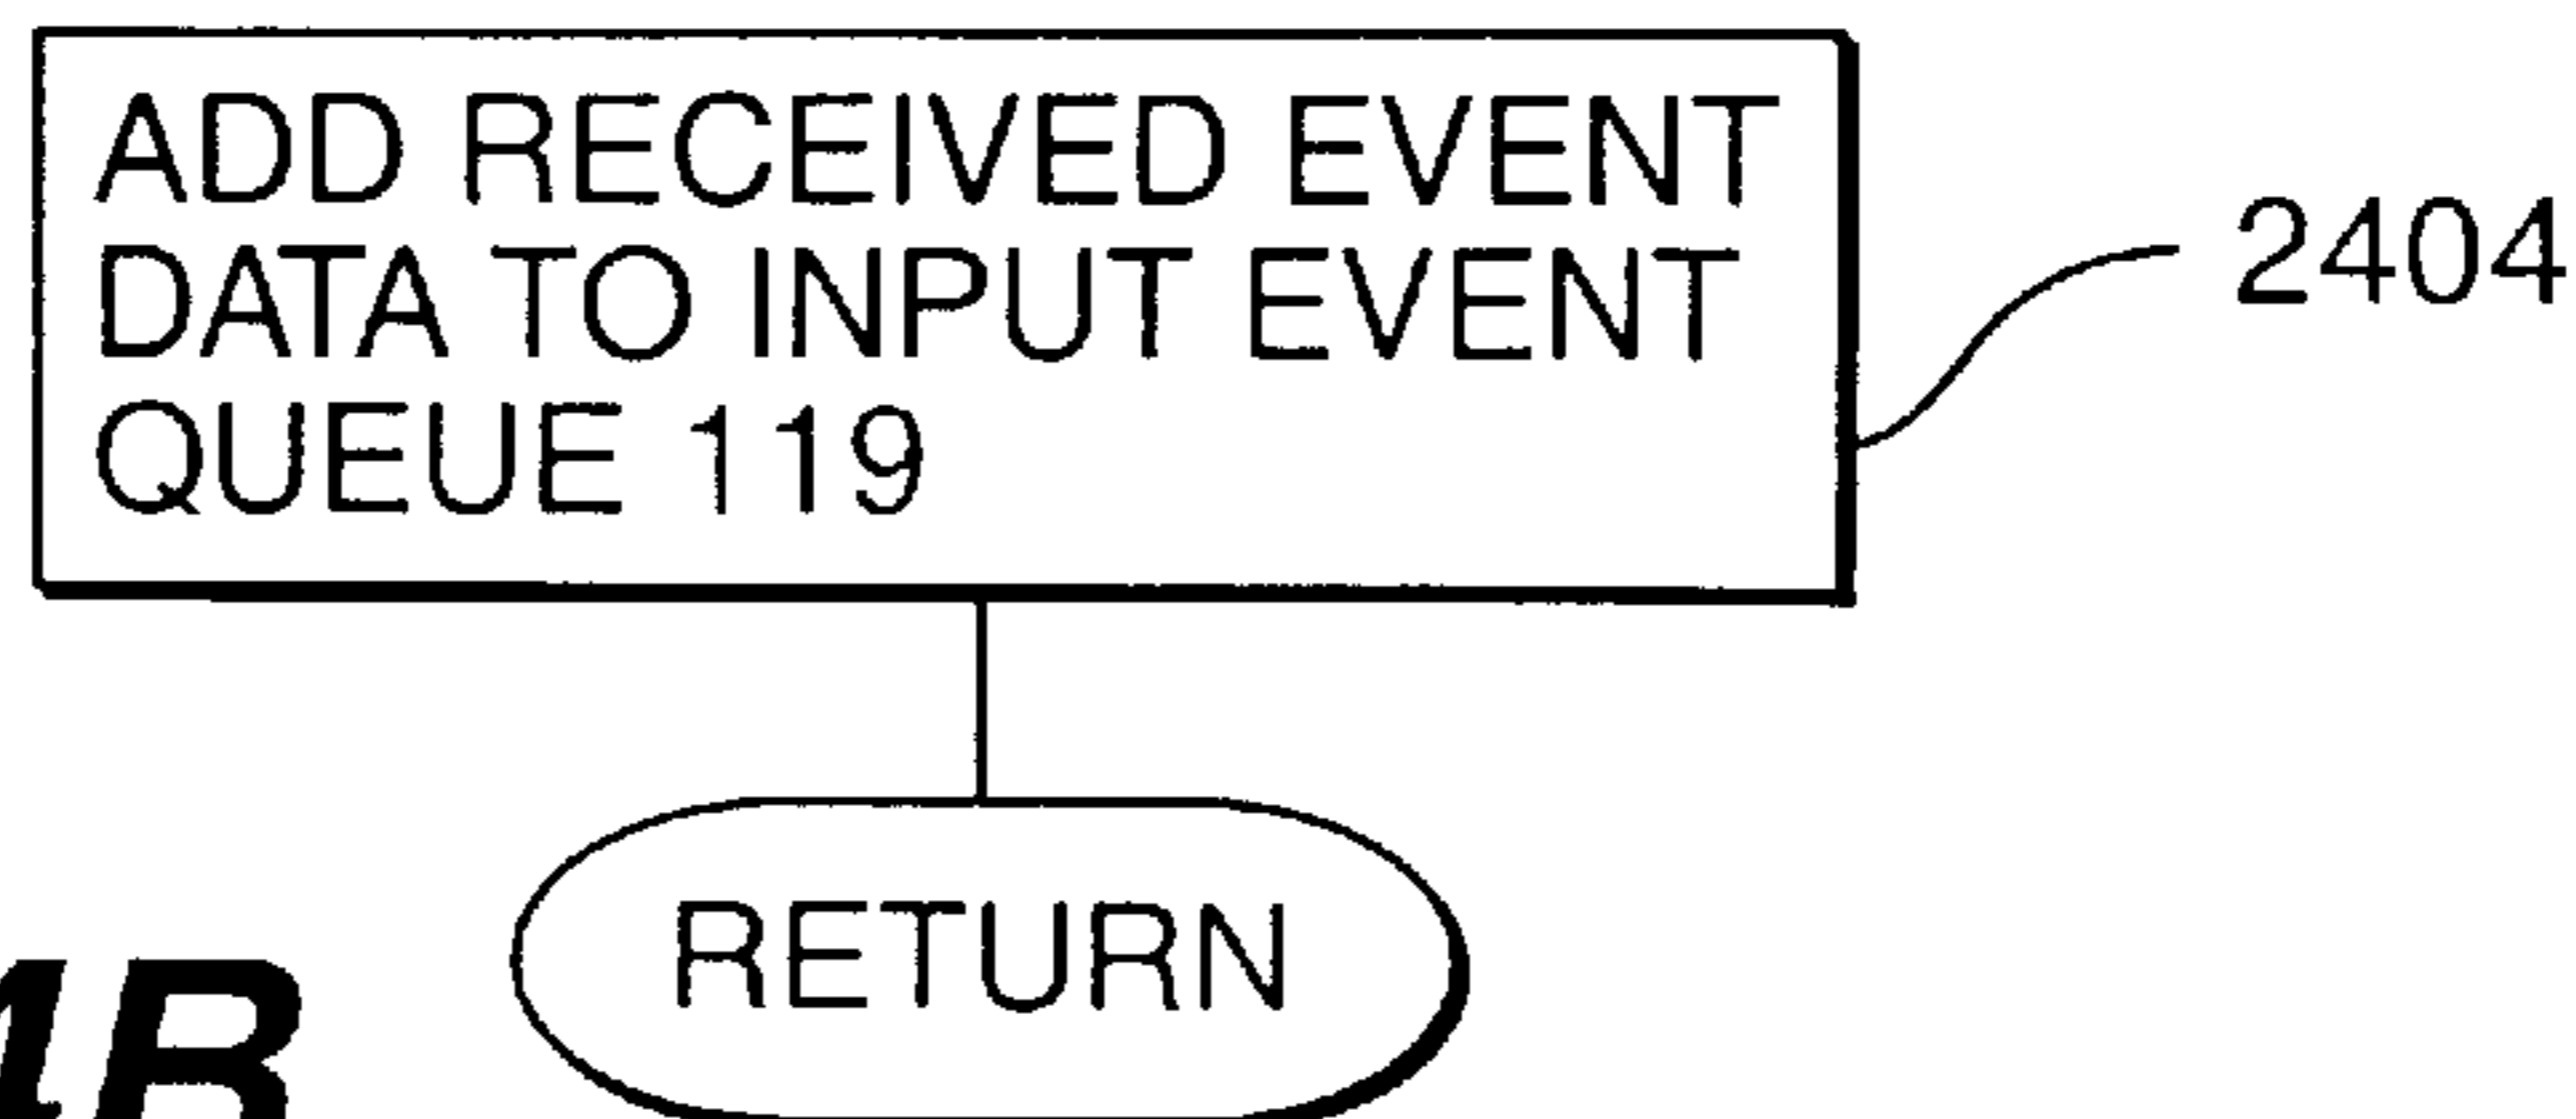 ADD RECEIVED EVENT
DATA TO INPUT EVENT
QUEUE 119
2404
RETURN